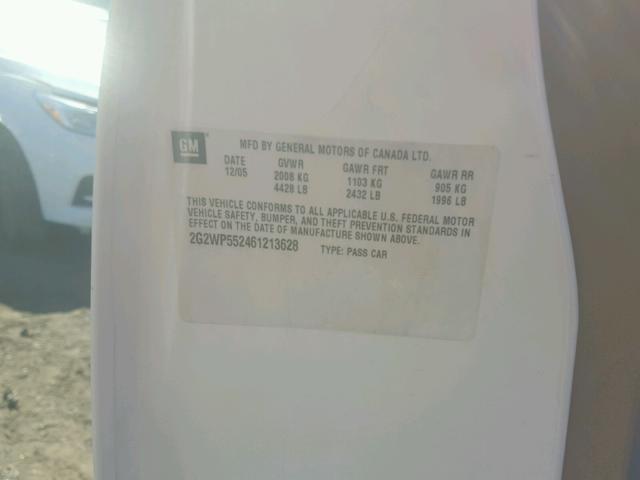 GM
MFD BY GENERAL MOTORS OF CANADA LTD.
DATE GVWR GAWR FRT GAWR RR
12/05 2008 KG 1103 KG 905 KG
4428 LB 2432 LB 1996 LB
THIS VEHICLE CONFORMS TO ALL APPLICABLE U.S. FEDERAL MOTOR
VEHICLE SAFETY, BUMPER, AND THEFT PREVENTION STANDARDS IN
EFFECT ON THE DATE OF MANUFACTURE SHOWN ABOVE.
2G2WP552461213628 TYPE: PASS CAR